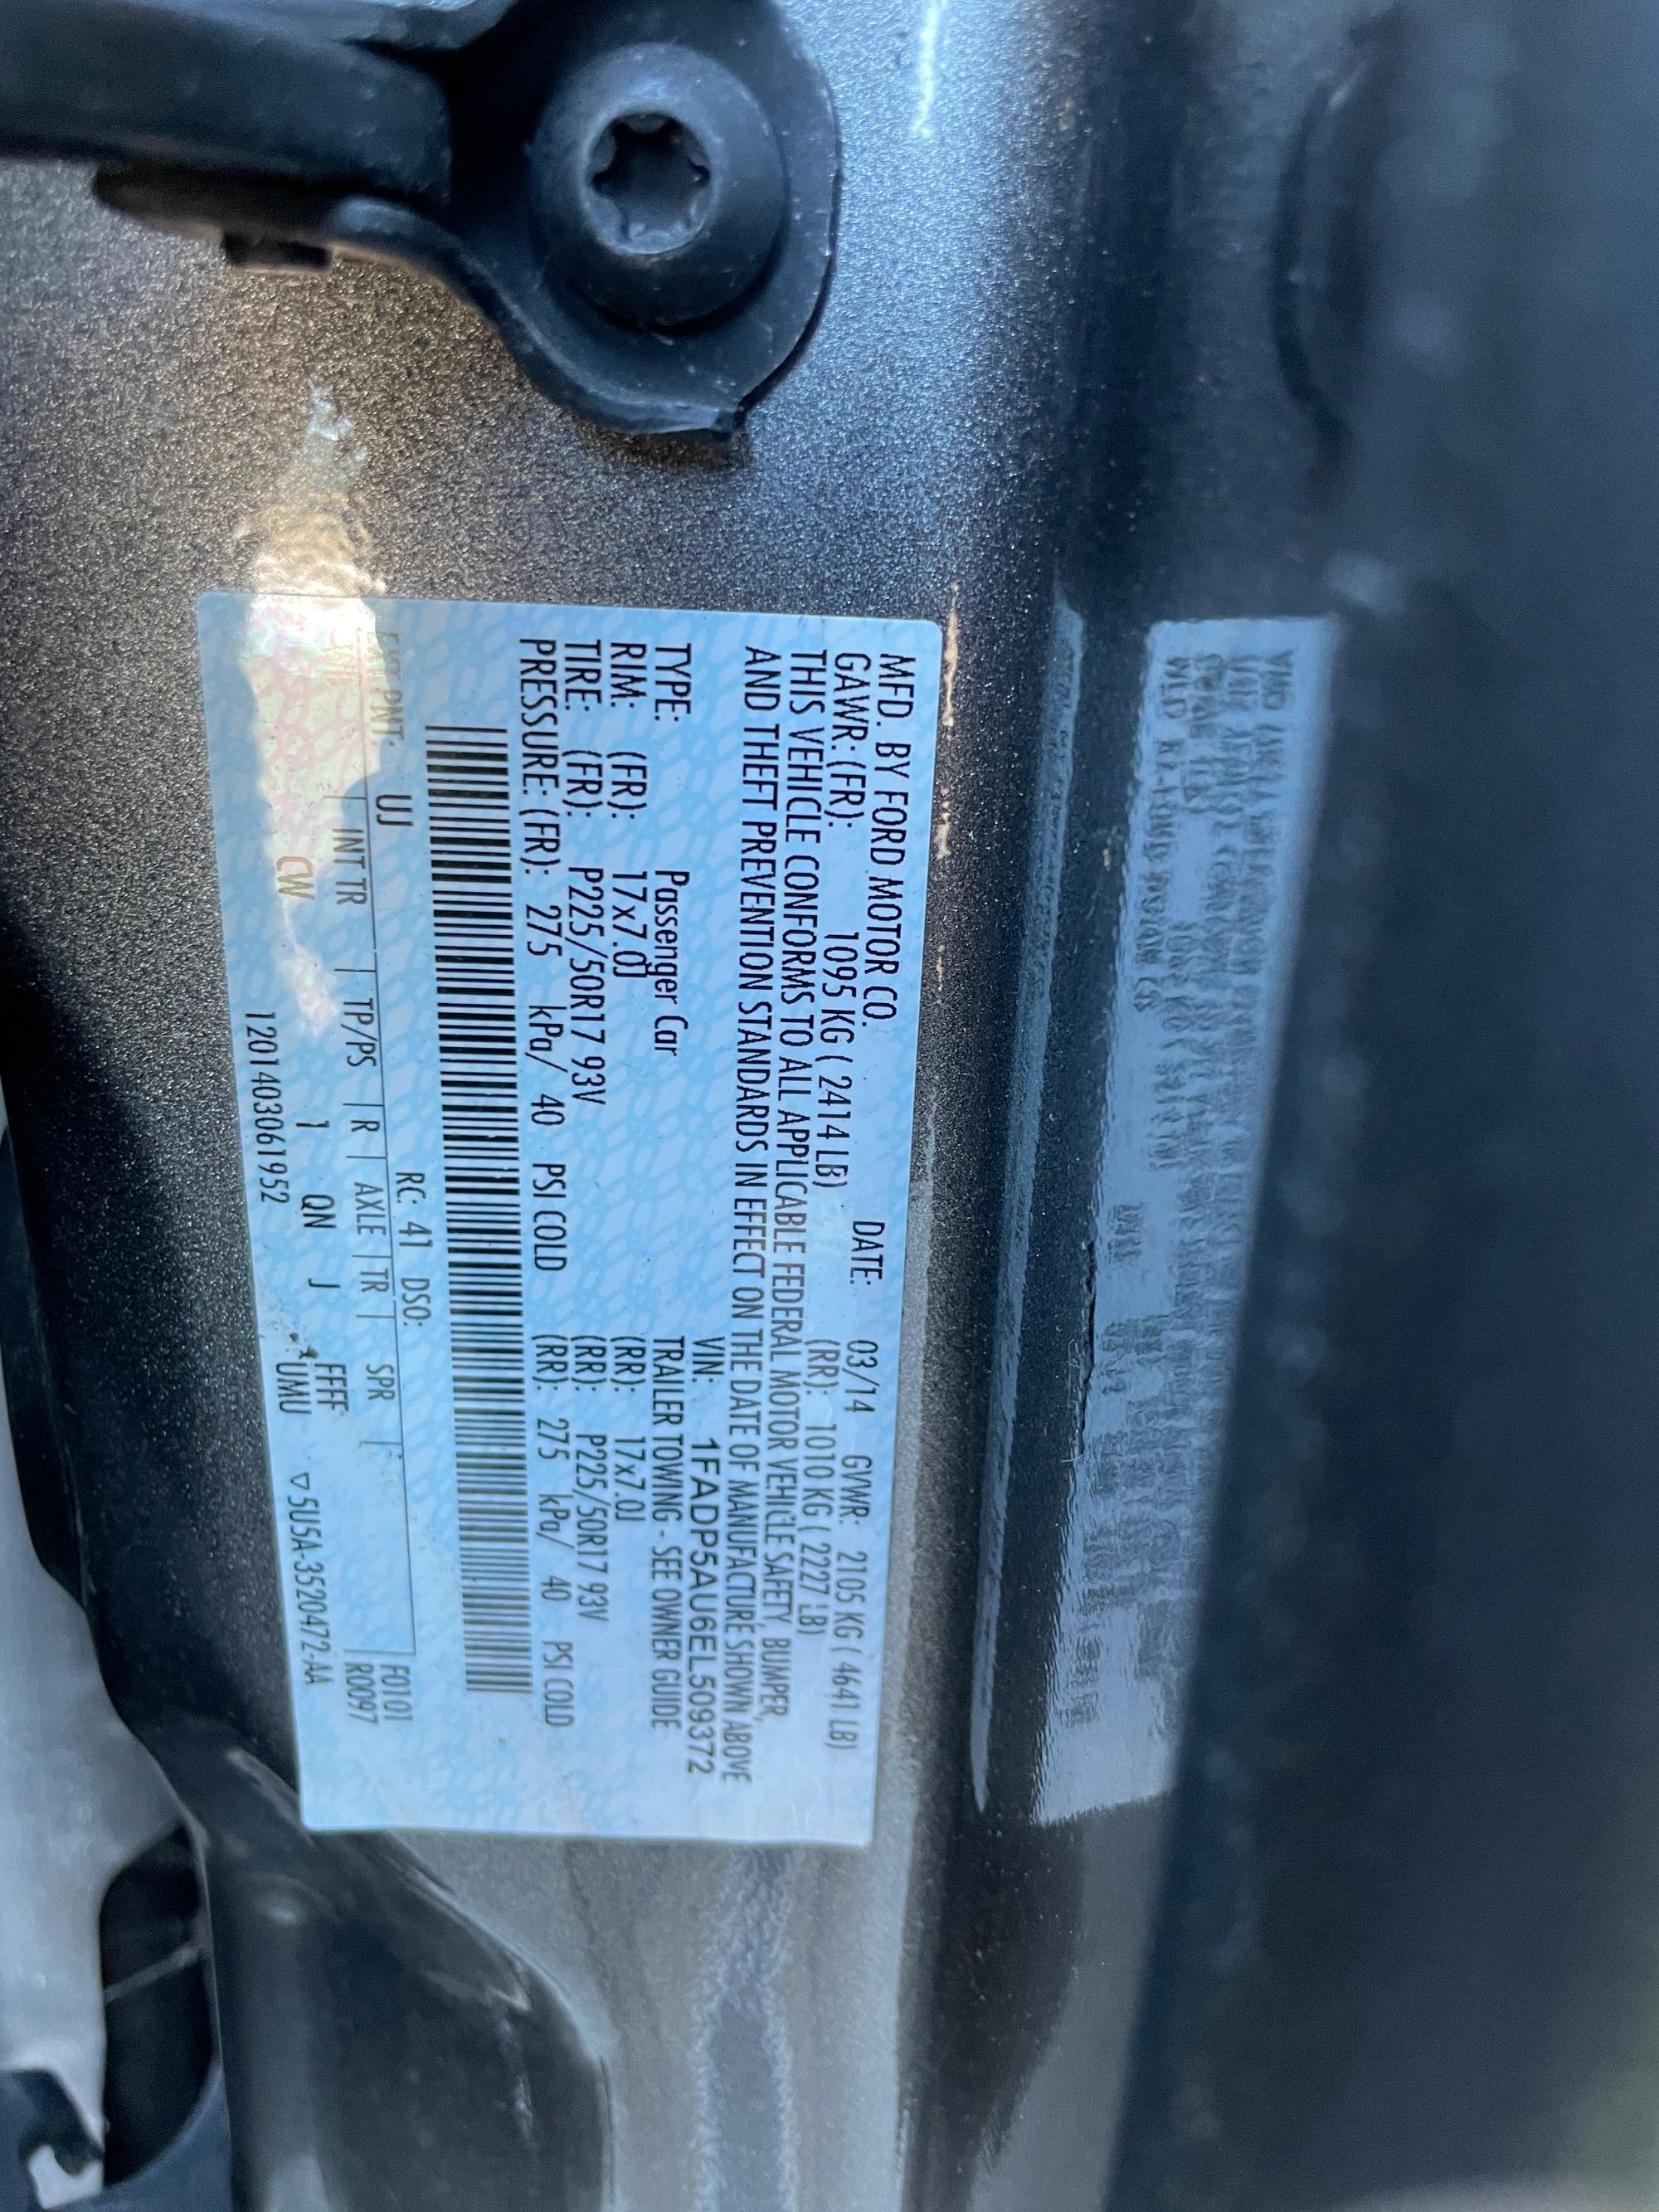 MFD. BY FORD MOTOR CO. DATE: 03/14 GVWR: 2105 KG ( 4641 LB)
GAWR: (FR): 1095 KG ( 2414 LB) (RR): 1010 KG ( 2227 LB)
THIS VEHICLE CONFORMS TO ALL APPLICABLE FEDERAL MOTOR VEHICLE SAFETY, BUMPER,
AND THEFT PREVENTION STANDARDS IN EFFECT ON THE DATE OF MANUFACTURE SHOWN ABOVE
VIN: 1FADP5AU6EL509372
TYPE: Passenger Car TRAILER TOWING - SEE OWNER GUIDE
RIM: (FR): 17x7.0J (RR): 17x7.0J
TIRE: (FR): P225/50R17 93V (RR): P225/50R17 93V
PRESSURE: (FR): 275 kPa/ 40 PSI COLD (RR): 275 kPa/ 40 PSI COLD
EXT PNT: UJ RC: 41 DSO: F0101
INT TR TP/PS R AXLE TR SPR R0097
CW 1 QN J FFFF
UMU ▽5U5A-3520472-AA
1201403061952